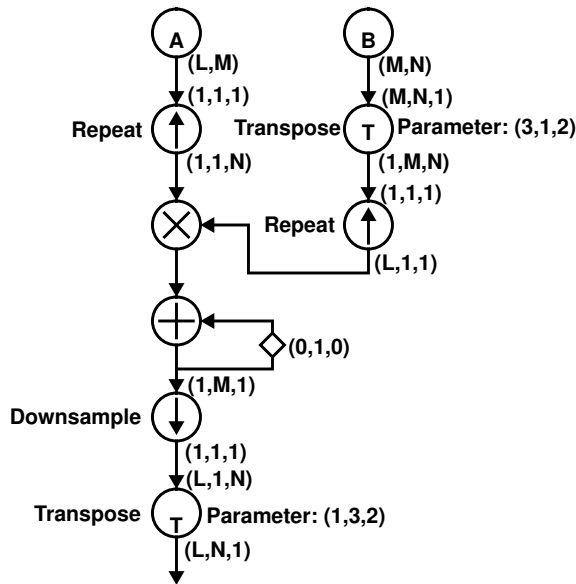 A B
(L,M) (M,N)
(1,1,1) (M,N,1)
Repeat Transpose T Parameter: (3,1,2)
(1,1,N) (1,M,N)
(1,1,1)
Repeat
(L,1,1)
(0,1,0)
(1,M,1)
Downsample
(1,1,1)
(L,1,N)
Transpose T Parameter: (1,3,2)
(L,N,1)